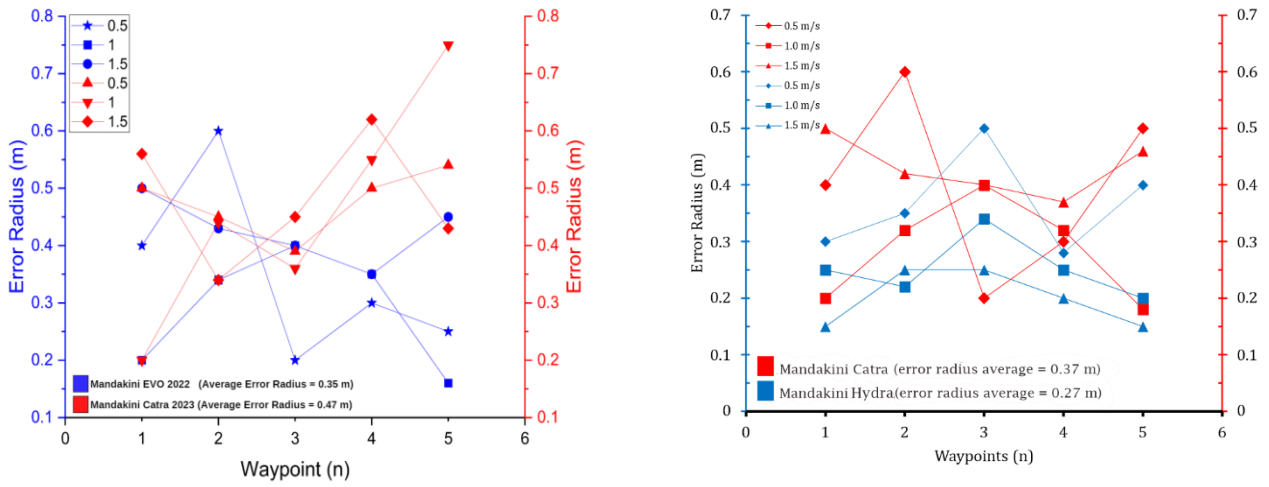 0.8
0.7
0.6
0.5
0.4
0.3
0.2
0.1
Error Radius (m)
0.5
1
1.5
0.5
1
1.5
Mandakini EVO 2022 (Average Error Radius = 0.35 m)
Mandakini Catra 2023 (Average Error Radius = 0.47 m)
0 1 2 3 4 5 6
Waypoint (n)
0.8
0.7
0.6
0.5
0.4
0.3
0.2
0.1
Error Radius (m)
0.7
0.6
0.5
0.4
0.3
0.2
0.1
0
Error Radius (m)
0.5 m/s
1.0 m/s
1.5 m/s
0.5 m/s
1.0 m/s
1.5 m/s
Mandakini Catra (error radius average = 0.37 m)
Mandakini Hydra(error radius average = 0.27 m)
0 1 2 3 4 5 6
Waypoints (n)
0.7
0.6
0.5
0.4
0.3
0.2
0.1
0